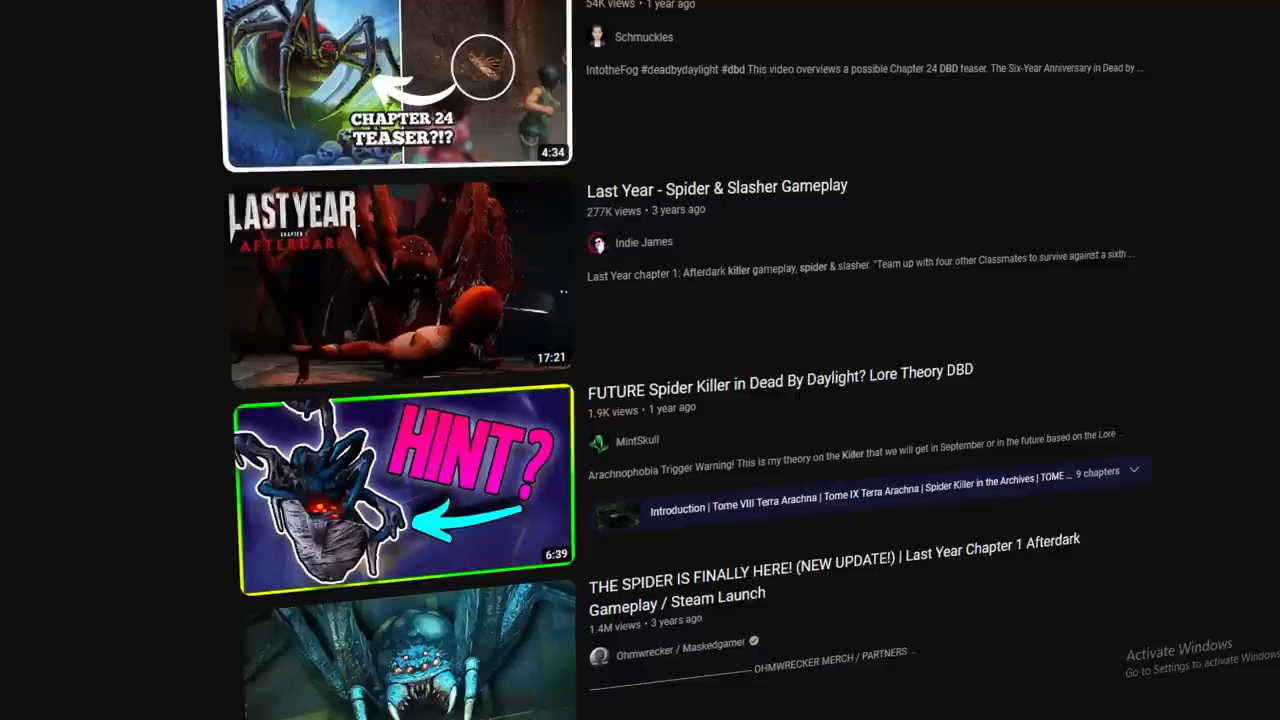 54K views • 1 year ago
Schmuckles
IntotheFog #deadbydaylight #dbd This video overviews a possible Chapter 24 DBD teaser. The Six-Year Anniversary in Dead by ...
CHAPTER 24
TEASER?!?
4:34
LAST YEAR
CHAPTER I
AFTERDARK
17:21
Last Year - Spider & Slasher Gameplay
277K views • 3 years ago
Indie James
Last Year chapter 1: Afterdark killer gameplay, spider & slasher. "Team up with four other Classmates to survive against a sixth ...
HINT?
6:39
FUTURE Spider Killer in Dead By Daylight? Lore Theory DBD
1.9K views • 1 year ago
MintSkull
Arachnophobia Trigger Warning! This is my theory on the Killer that we will get in September or in the future based on the Lore ...
Introduction | Tome VIII Terra Arachna | Tome IX Terra Arachna | Spider Killer in the Archives | TOME ... 9 chapters
THE SPIDER IS FINALLY HERE! (NEW UPDATE!) | Last Year Chapter 1 Afterdark
Gameplay / Steam Launch
1.4M views • 3 years ago
Ohmwrecker / Maskedgamer
OHMWRECKER MERCH / PARTNERS ...
Activate Windows
Go to Settings to activate Windows